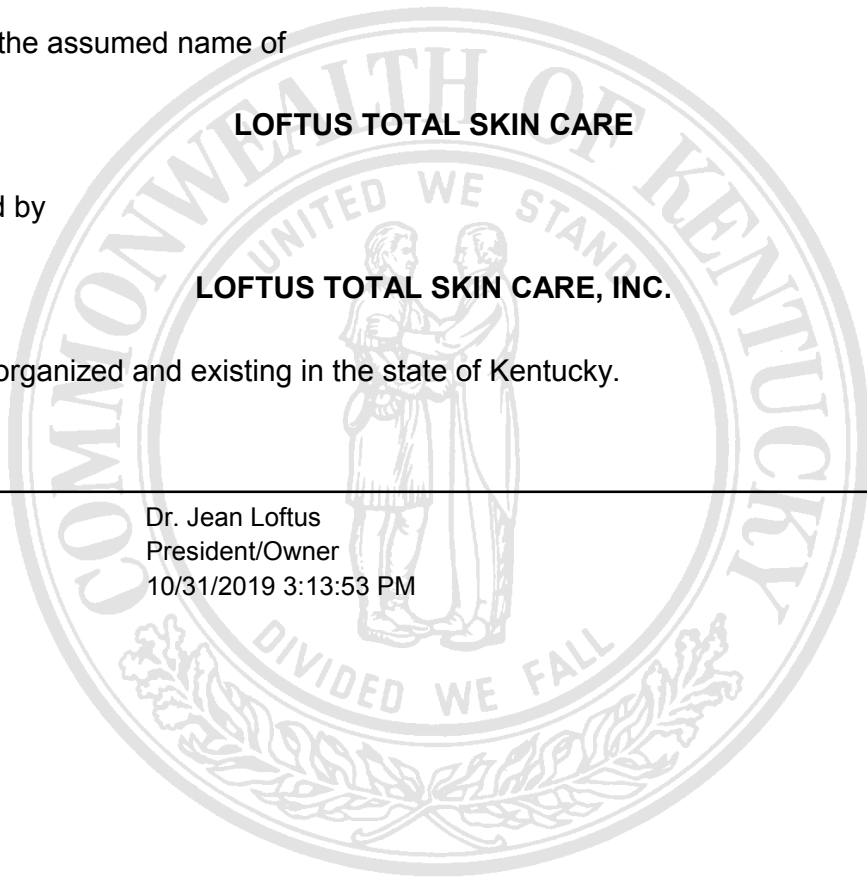 the assumed name of
LOFTUS TOTAL SKIN CARE
d by
LOFTUS TOTAL SKIN CARE, INC.
organized and existing in the state of Kentucky.
Dr. Jean Loftus
President/Owner
10/31/2019 3:13:53 PM
COMMONWEALTH OF KENTUCKY
UNITED WE STAND
DIVIDED WE FALL